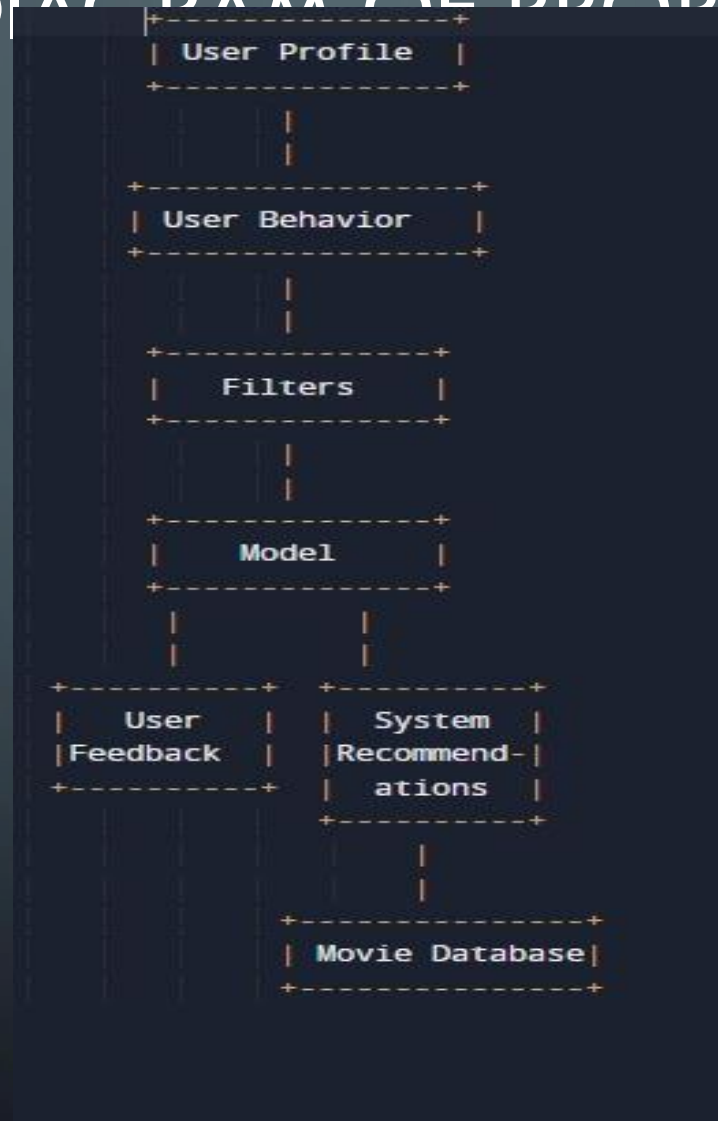 User Profile
User Behavior
Filters
Model
User
Feedback
System
Recommend-
ations
Movie Database